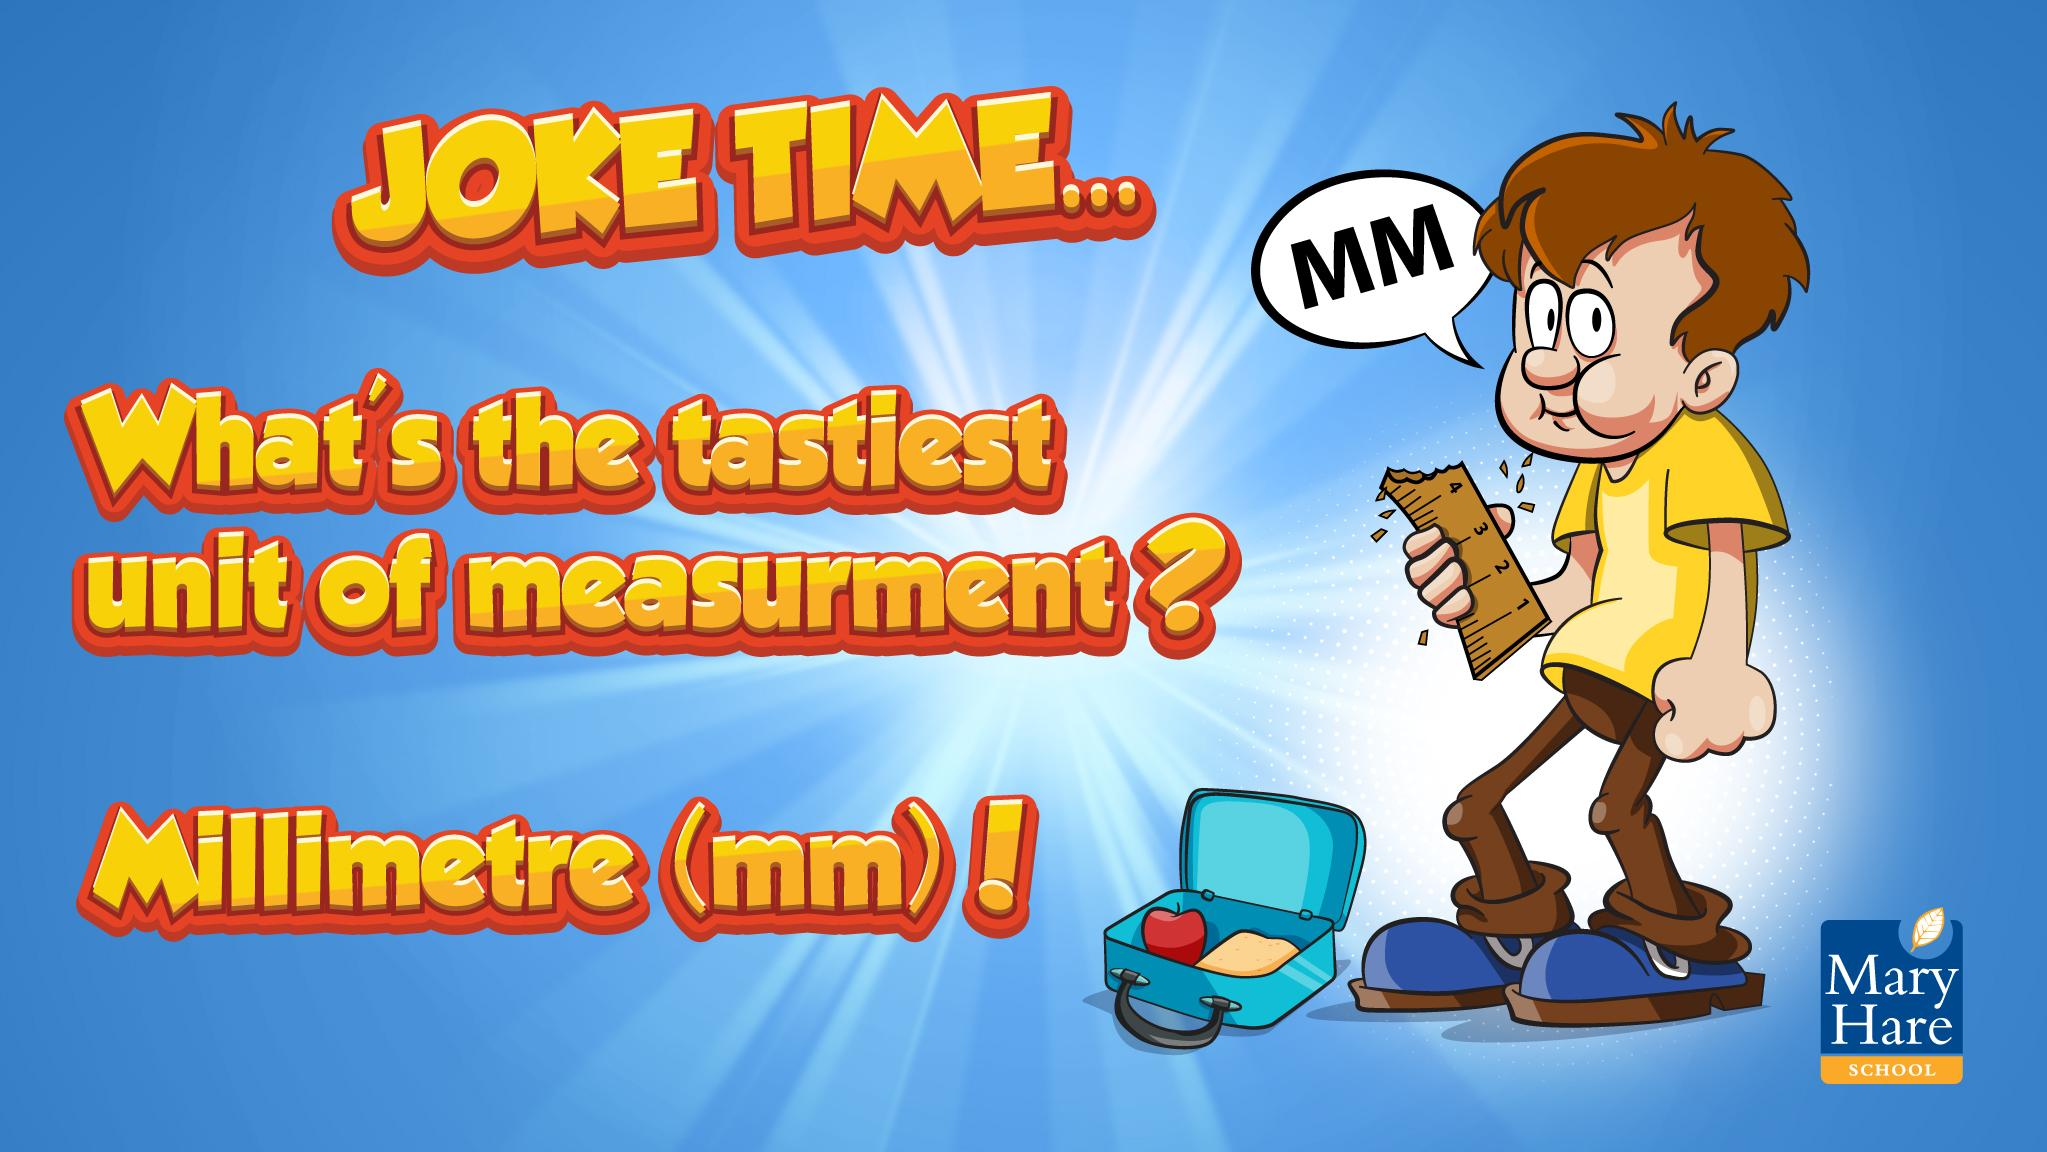 JOKE TIME...
MM
What's the tastiest
unit of measurment?
4
3
2
1
Millimetre (mm)!
Mary
Hare
SCHOOL